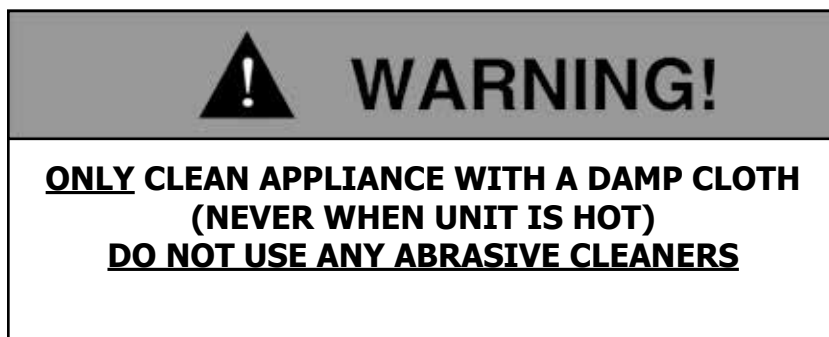 WARNING!
ONLY CLEAN APPLIANCE WITH A DAMP CLOTH
(NEVER WHEN UNIT IS HOT)
DO NOT USE ANY ABRASIVE CLEANERS